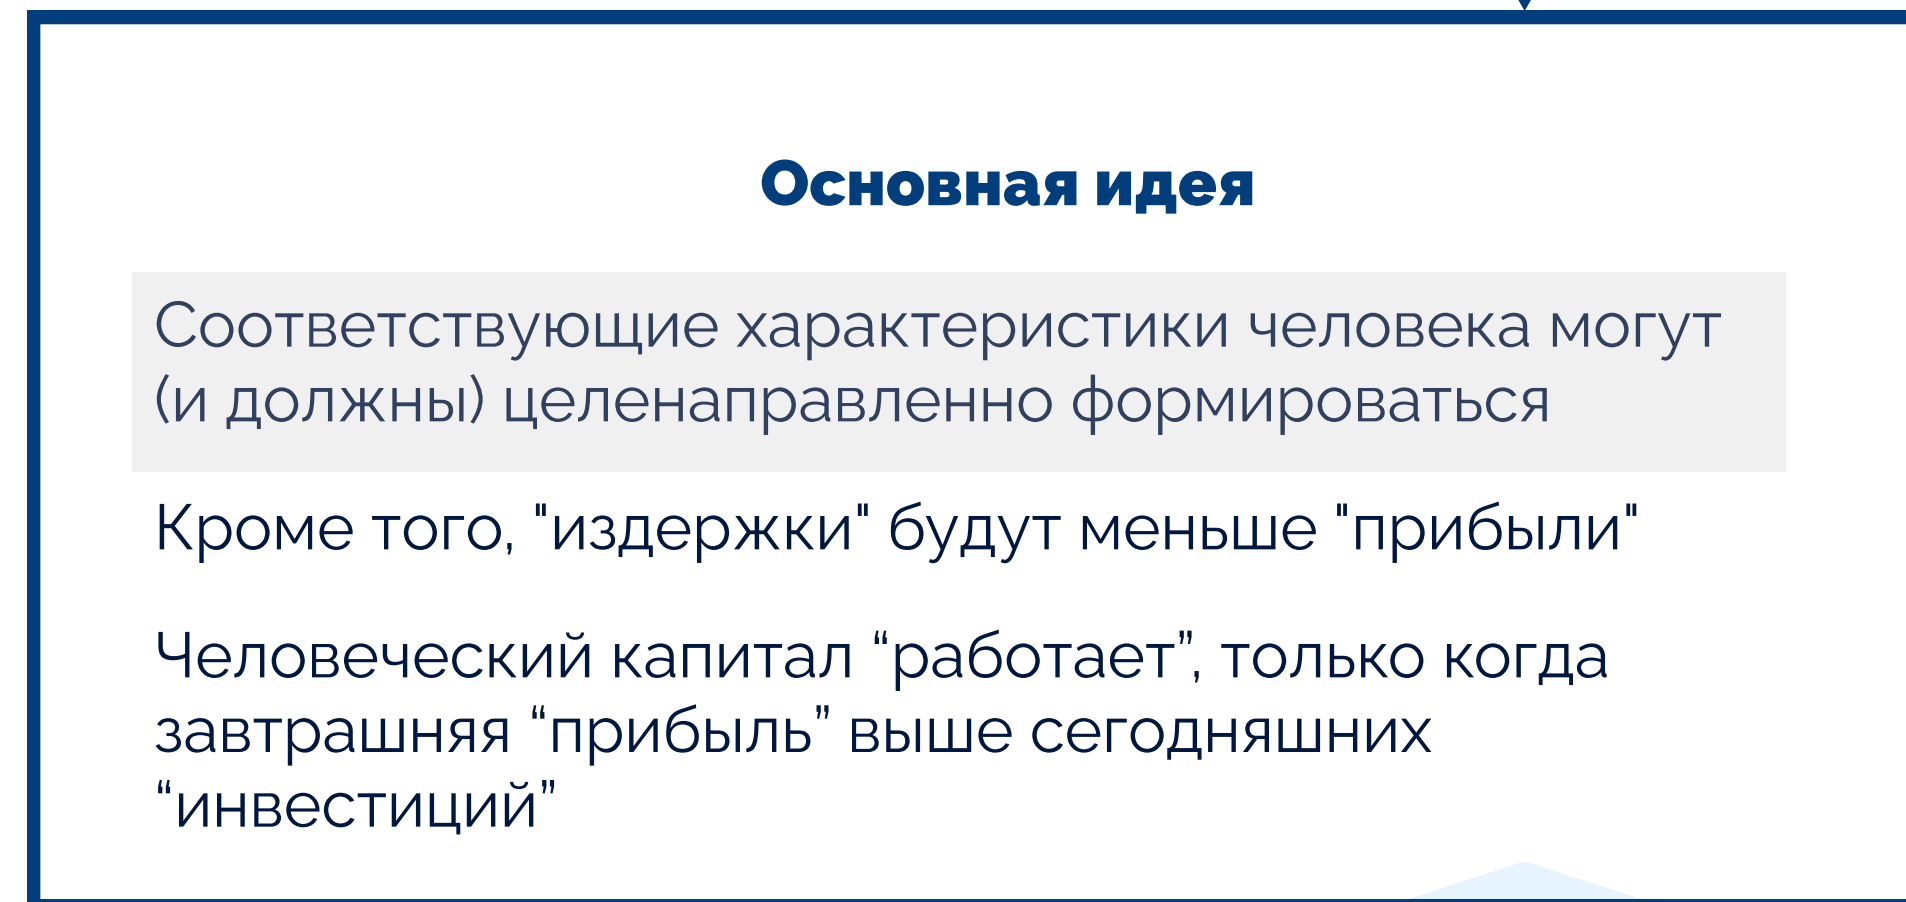 Основная идея
Соответствующие характеристики человека могут
(и должны) целенаправленно формироваться
Кроме того, "издержки" будут меньше "прибыли"
Человеческий капитал “работает”, только когда
завтрашняя “прибыль” выше сегодняшних
“инвестиций”